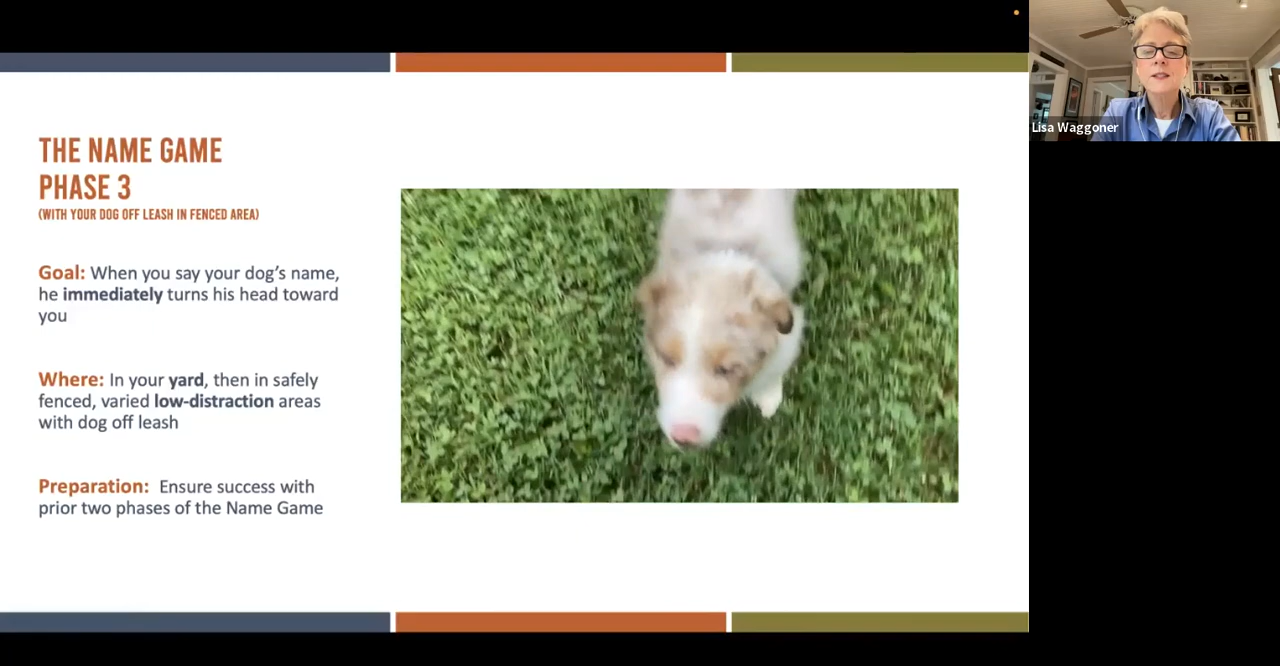 THE NAME GAME
PHASE 3
(WITH YOUR DOG OFF LEASH IN FENCED AREA)
Goal: When you say your dog's name,
he immediately turns his head toward
you
Where: In your yard, then in safely
fenced, varied low-distraction areas
with dog off leash
Preparation: Ensure success with
prior two phases of the Name Game
Lisa Waggoner